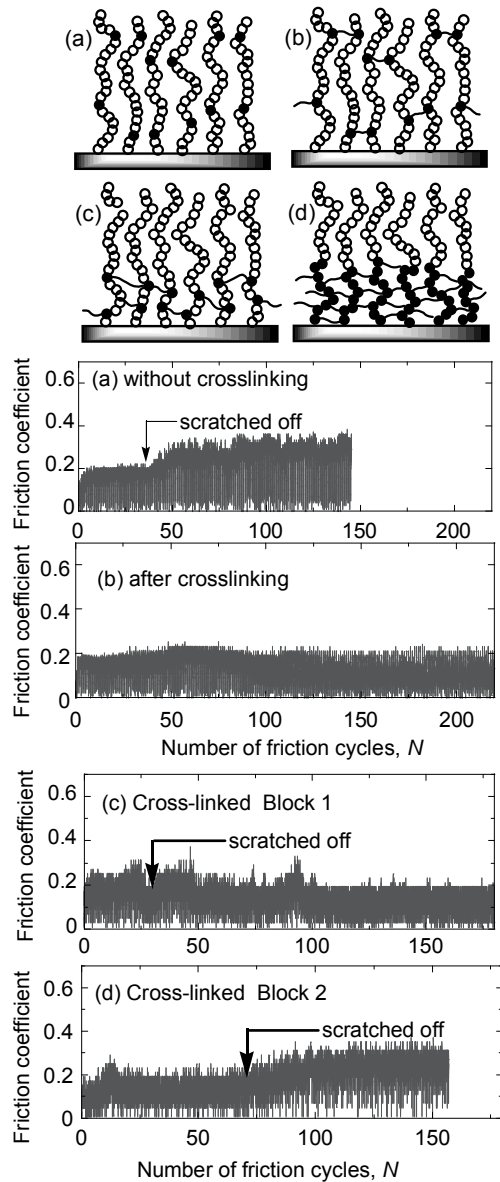 (a)
(b)
(c)
(d)
Friction coefficient
0.6
0.4
0.2
0
(a) without crosslinking
scratched off
0 50 100 150 200
Friction coefficient
0.6
0.4
0.2
0
(b) after crosslinking
0 50 100 150 200
Number of friction cycles, N
Friction coefficient
0.6
0.4
0.2
0
(c) Cross-linked Block 1
scratched off
0 50 100 150
Friction coefficient
0.6
0.4
0.2
0
(d) Cross-linked Block 2
scratched off
0 50 100 150
Number of friction cycles, N